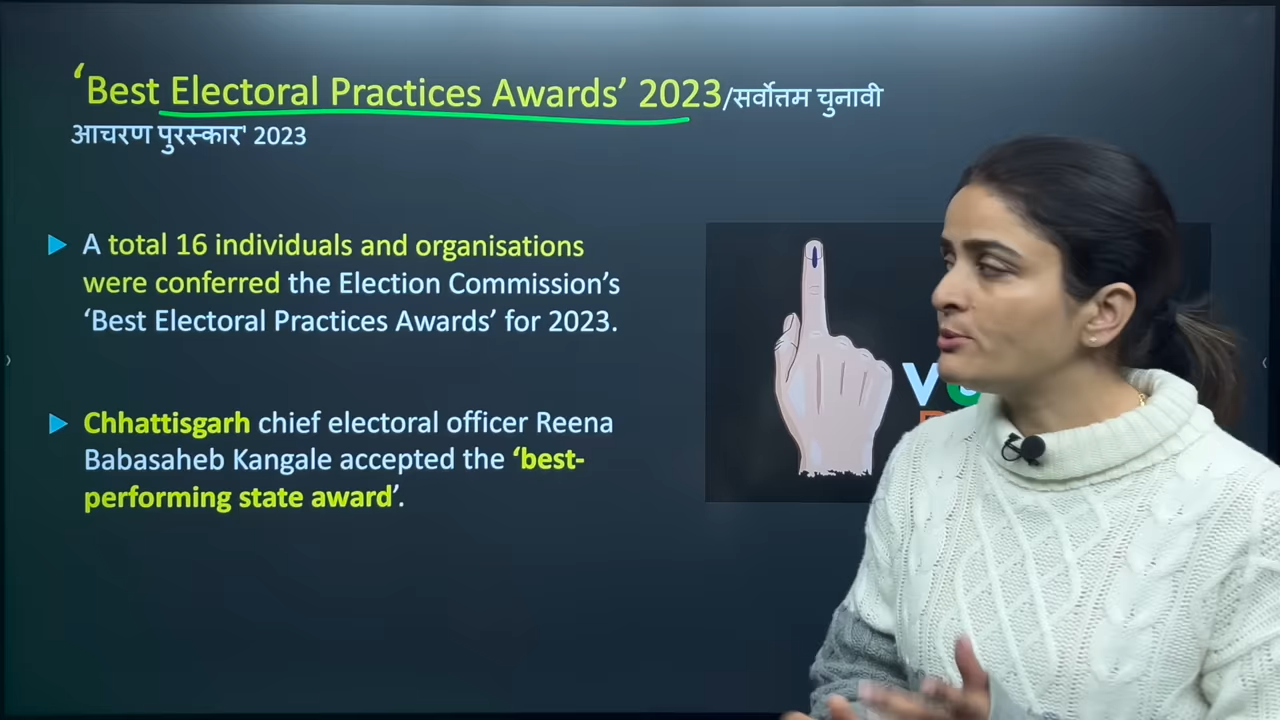 ‘Best Electoral Practices Awards’ 2023/सर्वोत्तम चुनावी
आचरण पुरस्कार' 2023
A total 16 individuals and organisations
were conferred the Election Commission’s
‘Best Electoral Practices Awards’ for 2023.
Chhattisgarh chief electoral officer Reena
Babasaheb Kangale accepted the ‘best-
performing state award’.